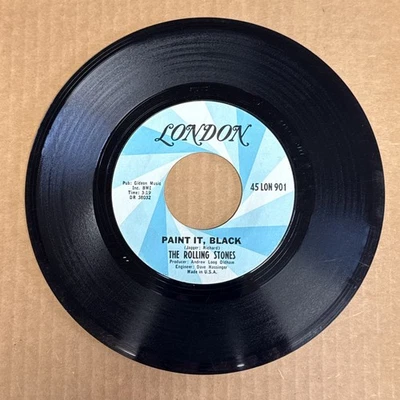 LONDON
Pub: Gideon Music
Inc. BMI
Time: 3:19
DR 38032
45 LON 901
PAINT IT, BLACK
(Jagger; Richard)
THE ROLLING STONES
Producer: Andrew Loog Oldham
Engineer: Dave Hassinger
Made in U.S.A.